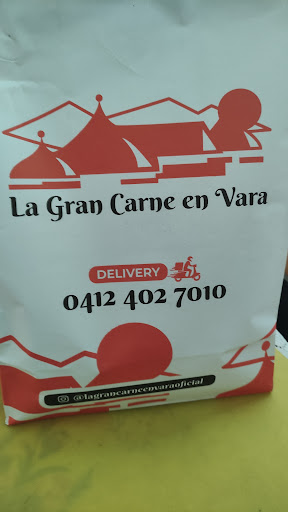 La Gran Carne en Vara
DELIVERY
0412 402 7010
@lagrancarneenvaraoficial